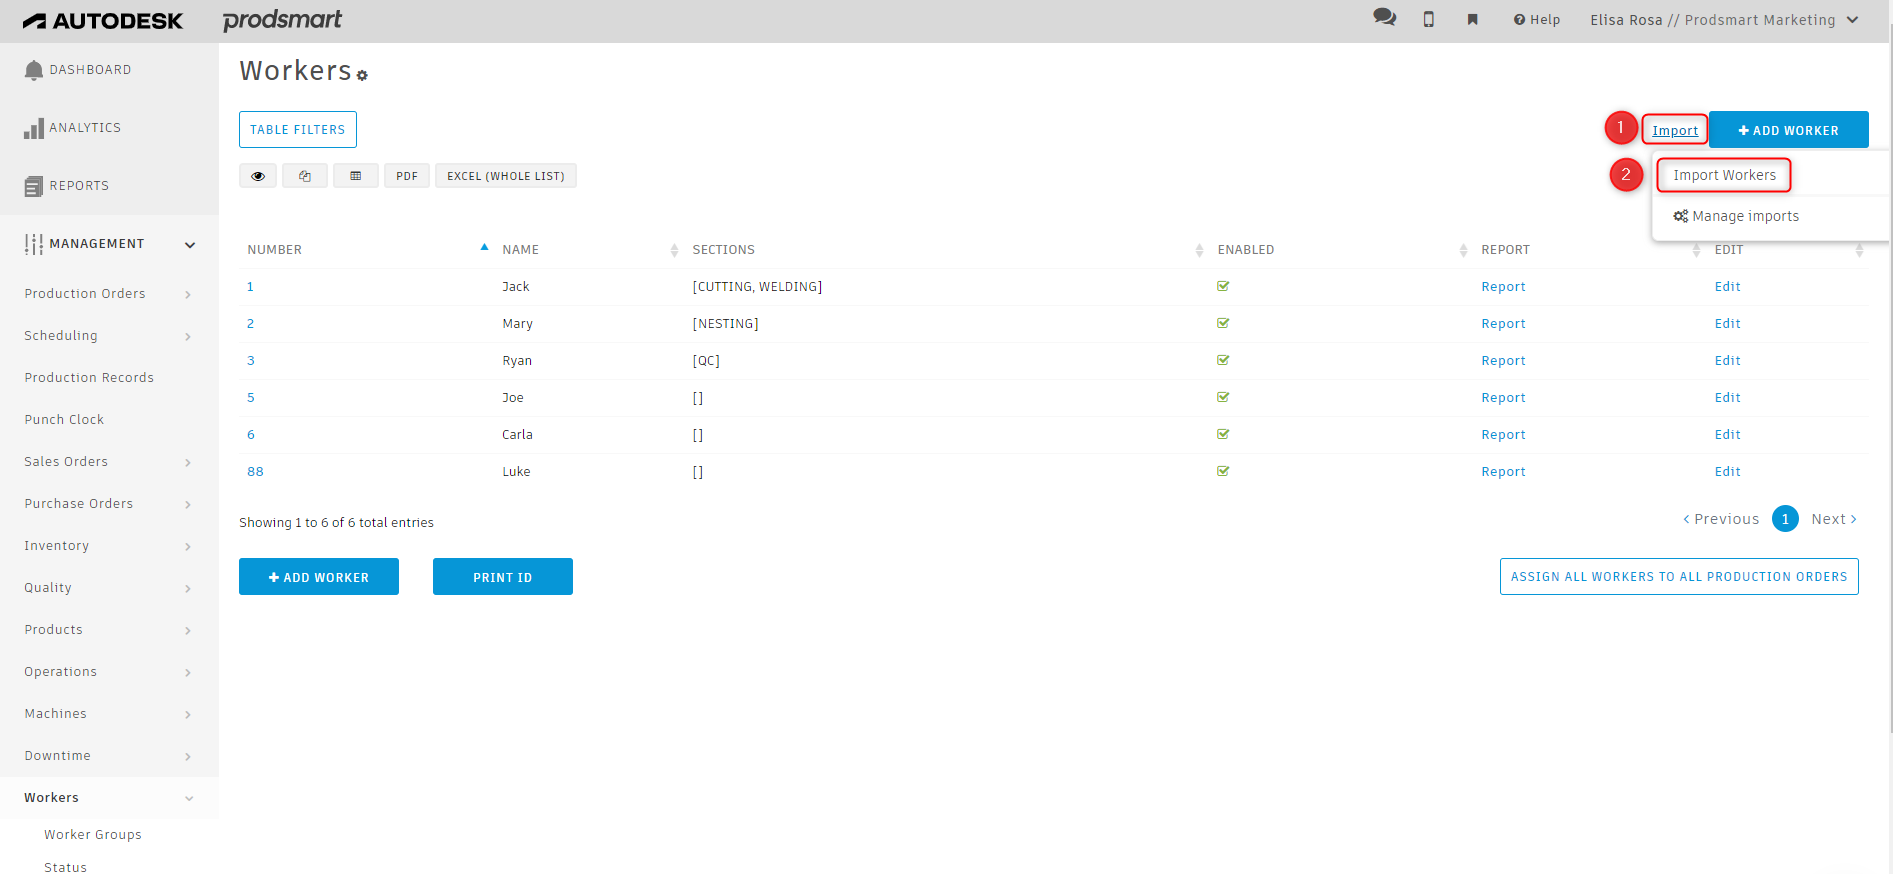 AUTODESK prodsmart Help Elisa Rosa // Prodsmart Marketing
DASHBOARD
ANALYTICS
REPORTS
MANAGEMENT
Production Orders
Scheduling
Production Records
Punch Clock
Sales Orders
Purchase Orders
Inventory
Quality
Products
Operations
Machines
Downtime
Workers
Worker Groups
Status
Workers
TABLE FILTERS
1 Import + ADD WORKER
2 Import Workers
Manage imports
PDF EXCEL (WHOLE LIST)
NUMBER NAME SECTIONS ENABLED REPORT EDIT
1 Jack [CUTTING, WELDING] Report Edit
2 Mary [NESTING] Report Edit
3 Ryan [QC] Report Edit
5 Joe [] Report Edit
6 Carla [] Report Edit
88 Luke [] Report Edit
Showing 1 to 6 of 6 total entries
< Previous 1 Next >
+ ADD WORKER PRINT ID ASSIGN ALL WORKERS TO ALL PRODUCTION ORDERS